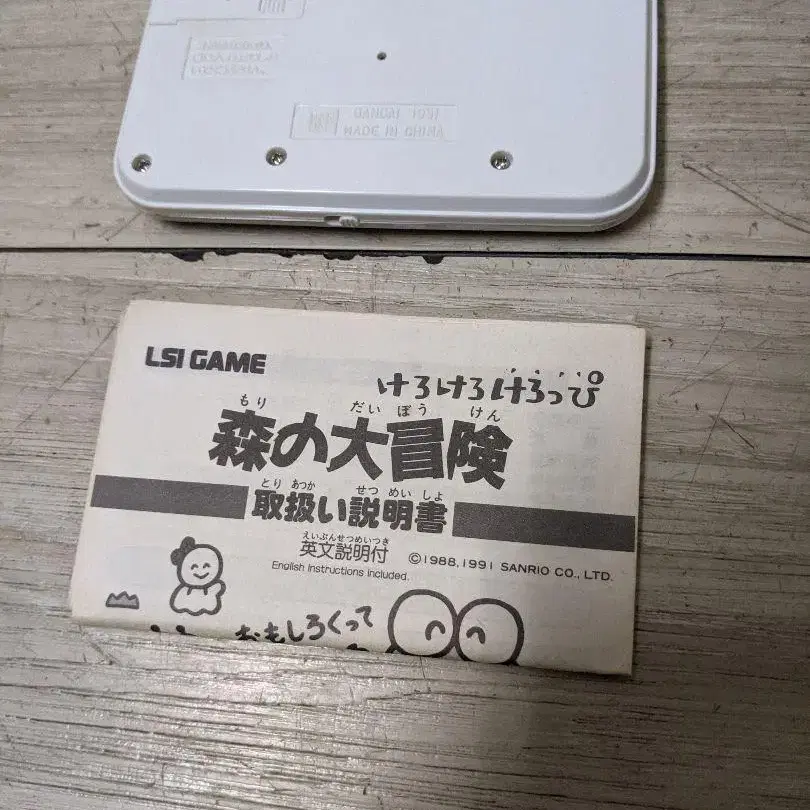 BANDAI 1991
MADE IN CHINA
LSI GAME
けろけろけろっぴ
もり だい ぼう けん
森の大冒険
とり あつか せつ めい しょ
取扱い説明書
えいぶんせつめいつき
英文説明付
©1988,1991 SANRIO CO., LTD.
English Instructions included.
おもしろくって